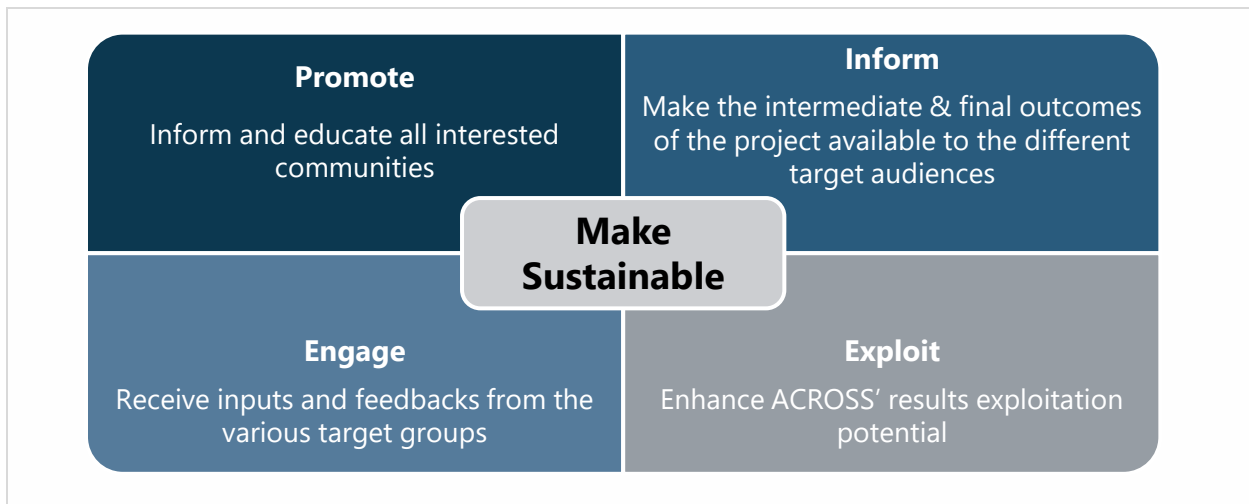 Promote
Inform and educate all interested
communities
Inform
Make the intermediate & final outcomes
of the project available to the different
target audiences
Make
Sustainable
Engage
Receive inputs and feedbacks from the
various target groups
Exploit
Enhance ACROSS’ results exploitation
potential